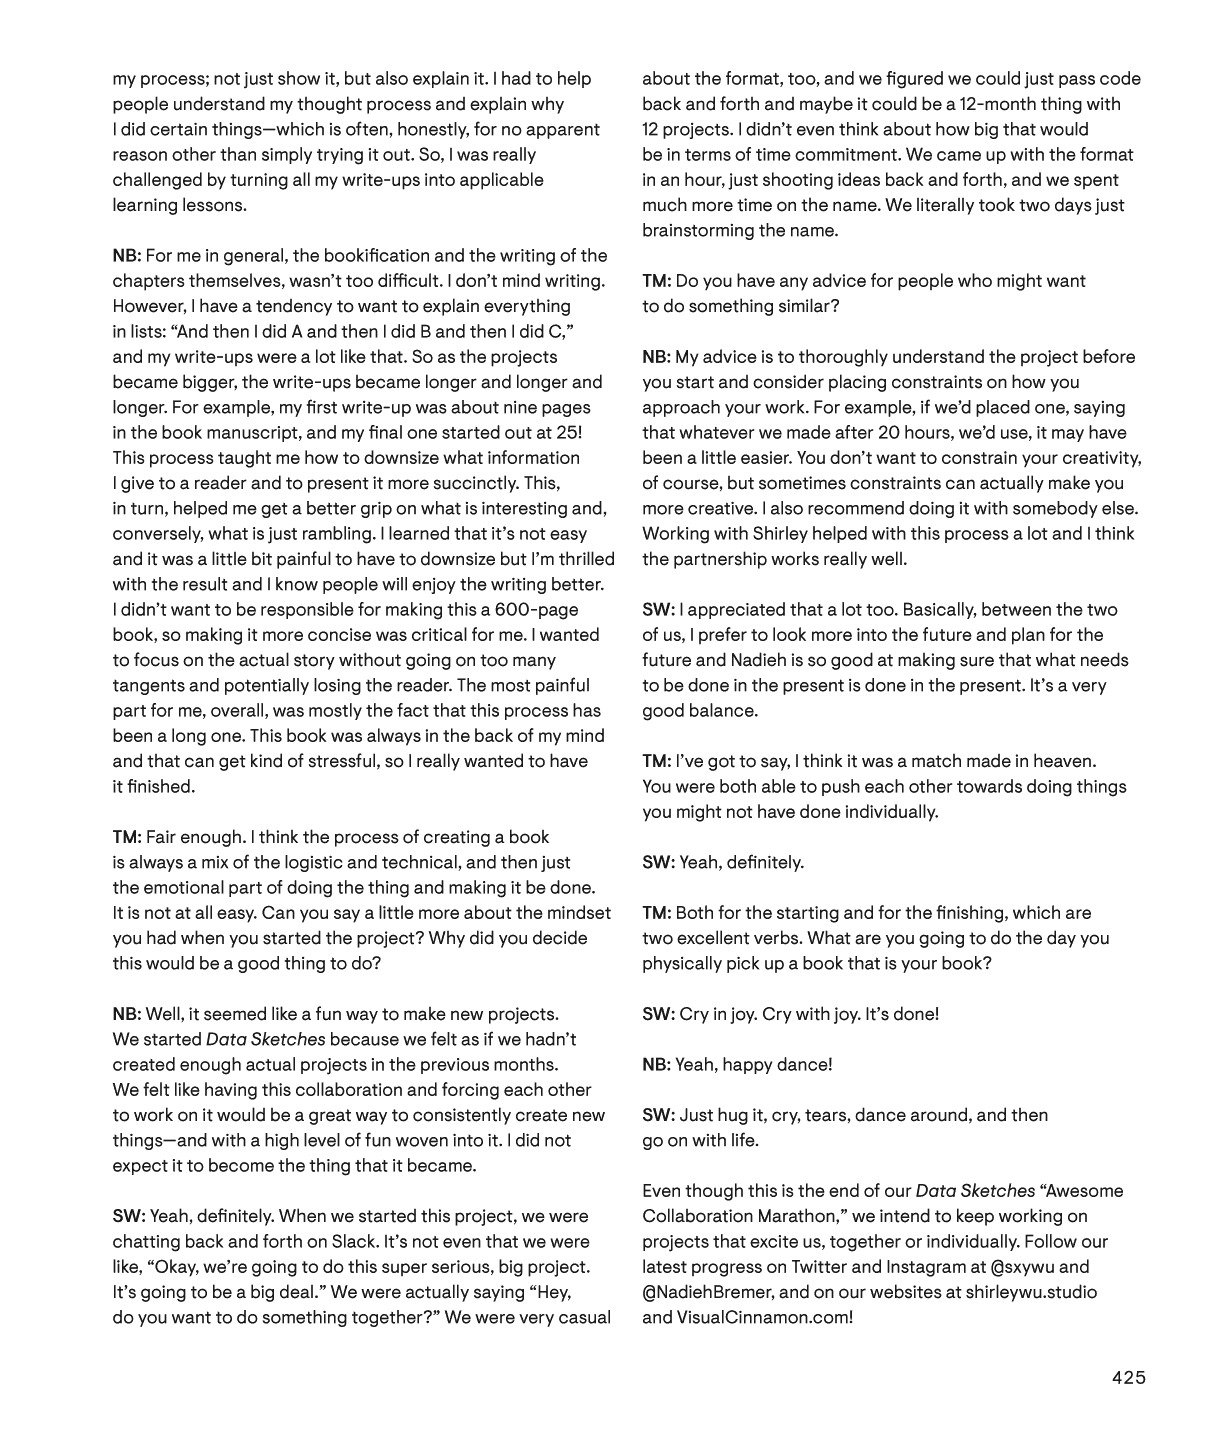 my process; not just show it, but also explain it. I had to help
people understand my thought process and explain why
I did certain things—which is often, honestly, for no apparent
reason other than simply trying it out. So, I was really
challenged by turning all my write-ups into applicable
learning lessons.
NB: For me in general, the bookification and the writing of the
chapters themselves, wasn’t too difficult. I don’t mind writing.
However, I have a tendency to want to explain everything
in lists: “And then I did A and then I did B and then I did C,”
and my write-ups were a lot like that. So as the projects
became bigger, the write-ups became longer and longer and
longer. For example, my first write-up was about nine pages
in the book manuscript, and my final one started out at 25!
This process taught me how to downsize what information
I give to a reader and to present it more succinctly. This,
in turn, helped me get a better grip on what is interesting and,
conversely, what is just rambling. I learned that it’s not easy
and it was a little bit painful to have to downsize but I’m thrilled
with the result and I know people will enjoy the writing better.
I didn’t want to be responsible for making this a 600-page
book, so making it more concise was critical for me. I wanted
to focus on the actual story without going on too many
tangents and potentially losing the reader. The most painful
part for me, overall, was mostly the fact that this process has
been a long one. This book was always in the back of my mind
and that can get kind of stressful, so I really wanted to have
it finished.
TM: Fair enough. I think the process of creating a book
is always a mix of the logistic and technical, and then just
the emotional part of doing the thing and making it be done.
It is not at all easy. Can you say a little more about the mindset
you had when you started the project? Why did you decide
this would be a good thing to do?
NB: Well, it seemed like a fun way to make new projects.
We started Data Sketches because we felt as if we hadn’t
created enough actual projects in the previous months.
We felt like having this collaboration and forcing each other
to work on it would be a great way to consistently create new
things—and with a high level of fun woven into it. I did not
expect it to become the thing that it became.
SW: Yeah, definitely. When we started this project, we were
chatting back and forth on Slack. It’s not even that we were
like, “Okay, we’re going to do this super serious, big project.
It’s going to be a big deal.” We were actually saying “Hey,
do you want to do something together?” We were very casual
about the format, too, and we figured we could just pass code
back and forth and maybe it could be a 12-month thing with
12 projects. I didn’t even think about how big that would
be in terms of time commitment. We came up with the format
in an hour, just shooting ideas back and forth, and we spent
much more time on the name. We literally took two days just
brainstorming the name.
TM: Do you have any advice for people who might want
to do something similar?
NB: My advice is to thoroughly understand the project before
you start and consider placing constraints on how you
approach your work. For example, if we’d placed one, saying
that whatever we made after 20 hours, we’d use, it may have
been a little easier. You don’t want to constrain your creativity,
of course, but sometimes constraints can actually make you
more creative. I also recommend doing it with somebody else.
Working with Shirley helped with this process a lot and I think
the partnership works really well.
SW: I appreciated that a lot too. Basically, between the two
of us, I prefer to look more into the future and plan for the
future and Nadieh is so good at making sure that what needs
to be done in the present is done in the present. It’s a very
good balance.
TM: I’ve got to say, I think it was a match made in heaven.
You were both able to push each other towards doing things
you might not have done individually.
SW: Yeah, definitely.
TM: Both for the starting and for the finishing, which are
two excellent verbs. What are you going to do the day you
physically pick up a book that is your book?
SW: Cry in joy. Cry with joy. It’s done!
NB: Yeah, happy dance!
SW: Just hug it, cry, tears, dance around, and then
go on with life.
Even though this is the end of our Data Sketches “Awesome
Collaboration Marathon,” we intend to keep working on
projects that excite us, together or individually. Follow our
latest progress on Twitter and Instagram at @sxywu and
@NadiehBremer, and on our websites at shirleywu.studio
and VisualCinnamon.com!
425